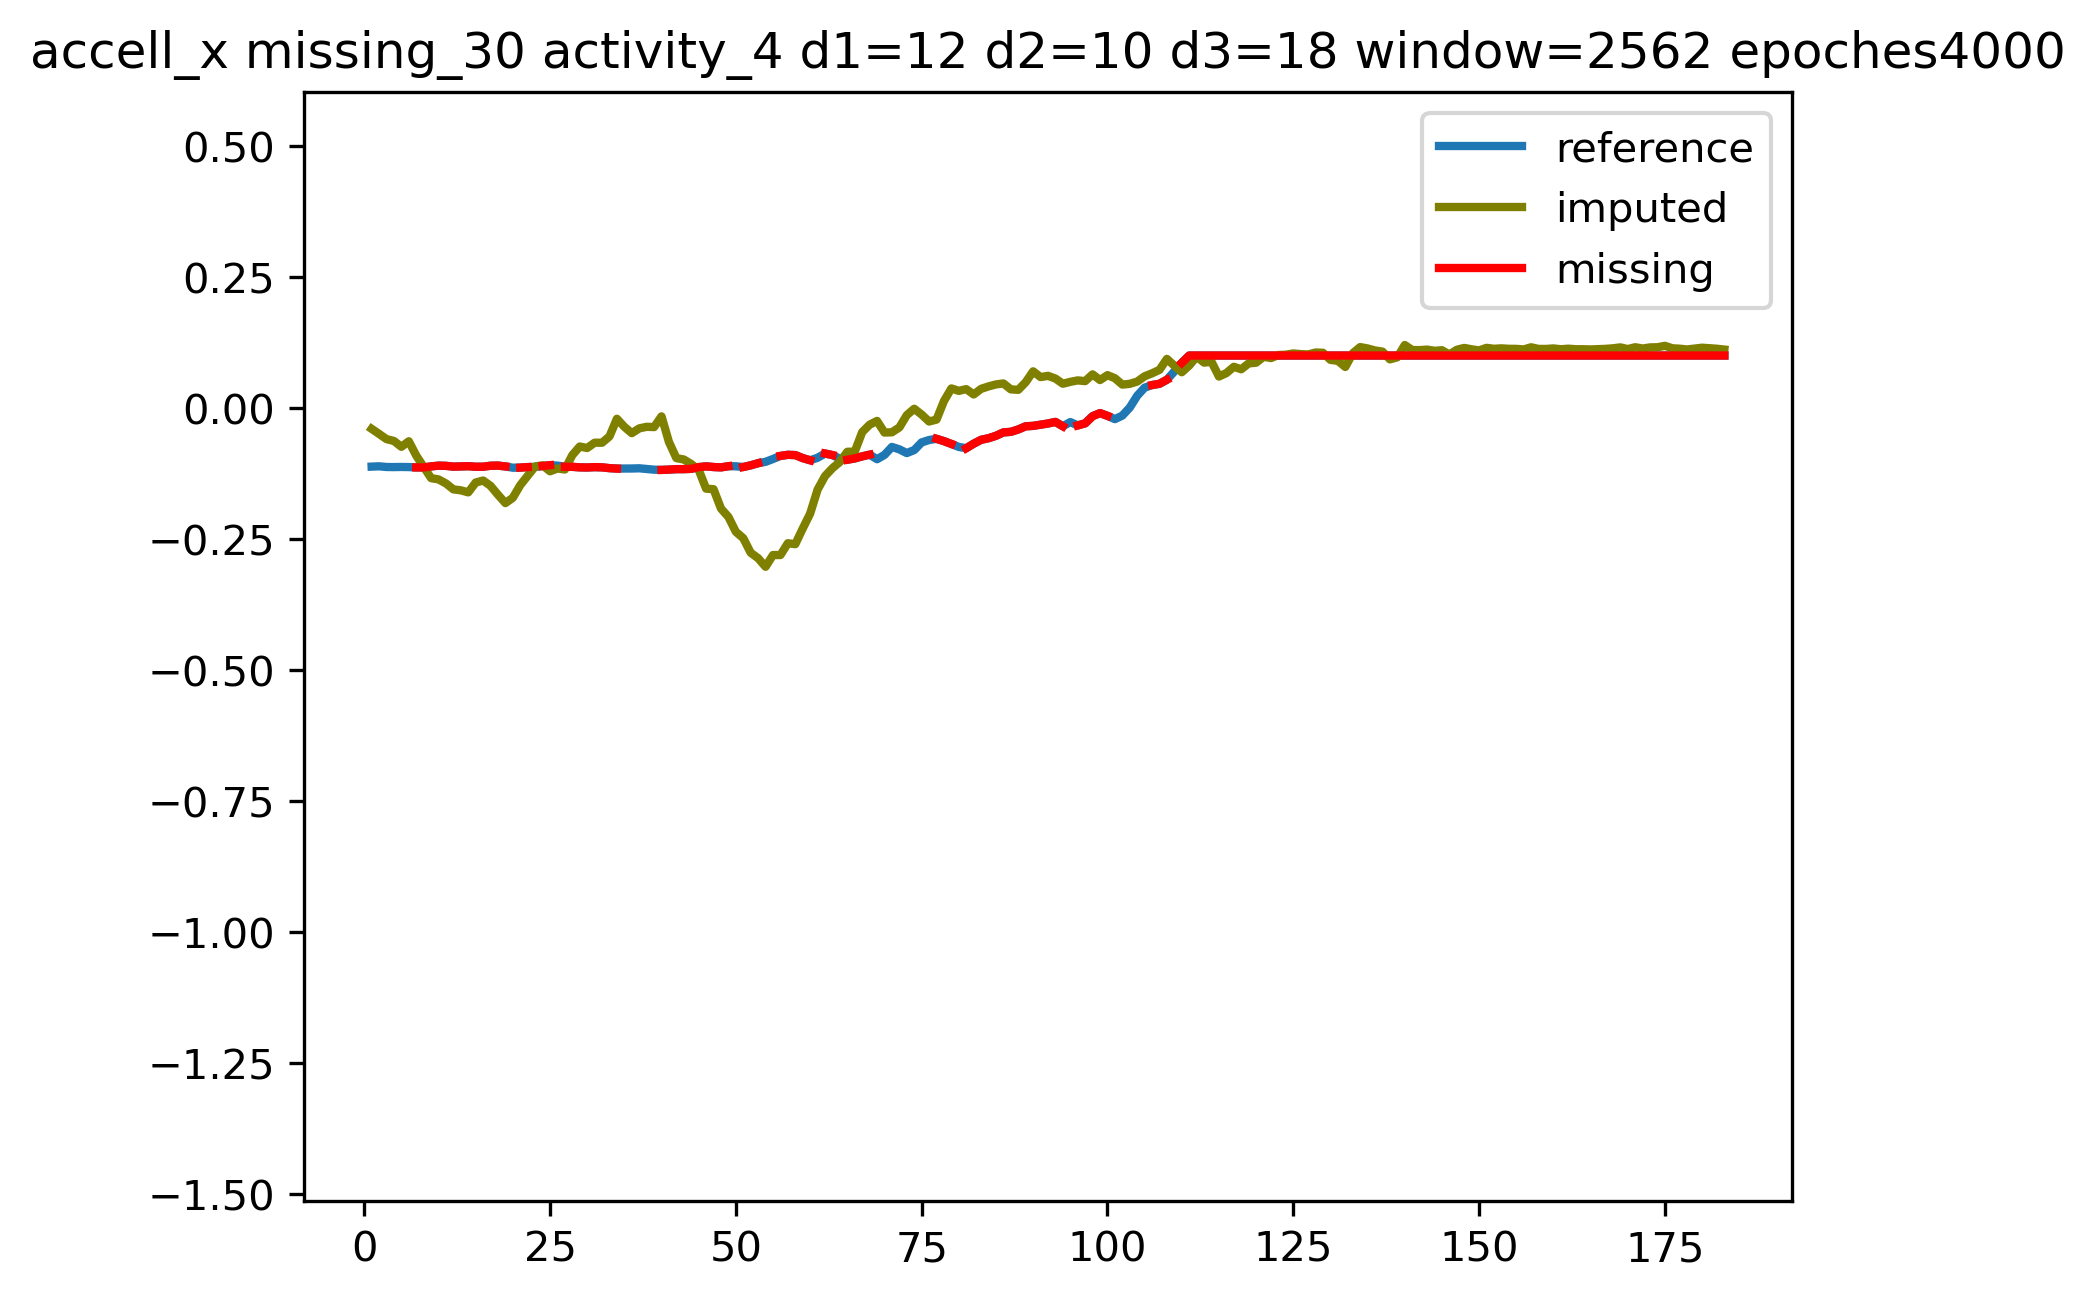 accell_x missing_30 activity_4 d1=12 d2=10 d3=18 window=2562 epoches4000
reference
imputed
missing
0.50
0.25
0.00
−0.25
−0.50
−0.75
−1.00
−1.25
−1.50
0 25 50 75 100 125 150 175